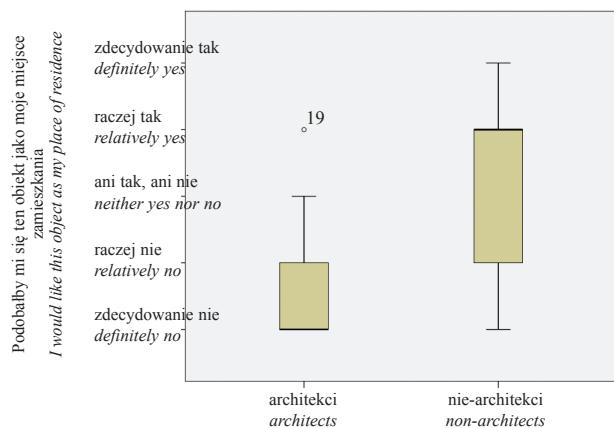 Podobałby mi się ten obiekt jako moje miejsce
zamieszkania
I would like this object as my place of residence
zdecydowanie tak
definitely yes
raczej tak
relatively yes
ani tak, ani nie
neither yes nor no
raczej nie
relatively no
zdecydowanie nie
definitely no
19
architekci
architects
nie-architekci
non-architects